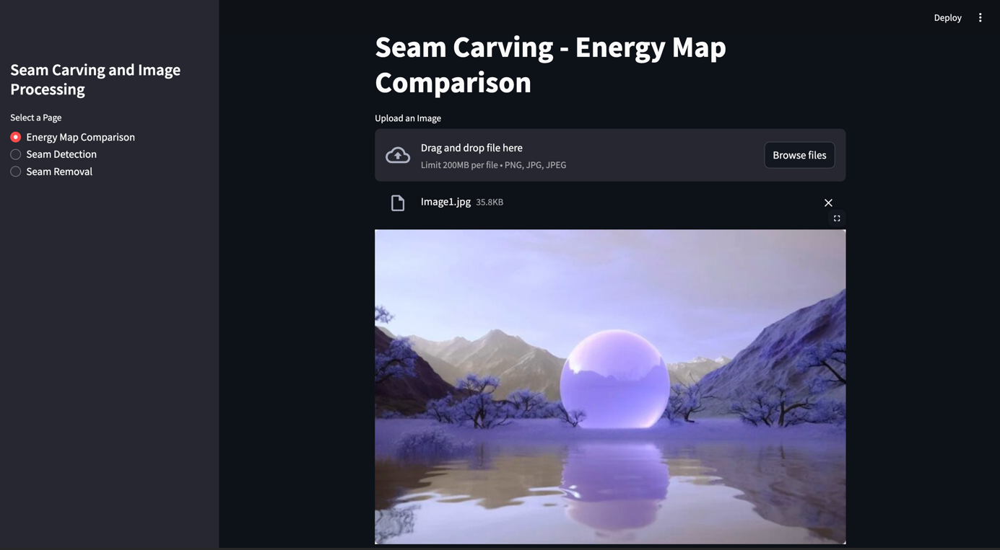 Deploy
Seam Carving and Image
Processing
Select a Page
Energy Map Comparison
Seam Detection
Seam Removal
Seam Carving - Energy Map
Comparison
Upload an Image
Drag and drop file here
Limit 200MB per file • PNG, JPG, JPEG
Browse files
Image1.jpg 35.8KB